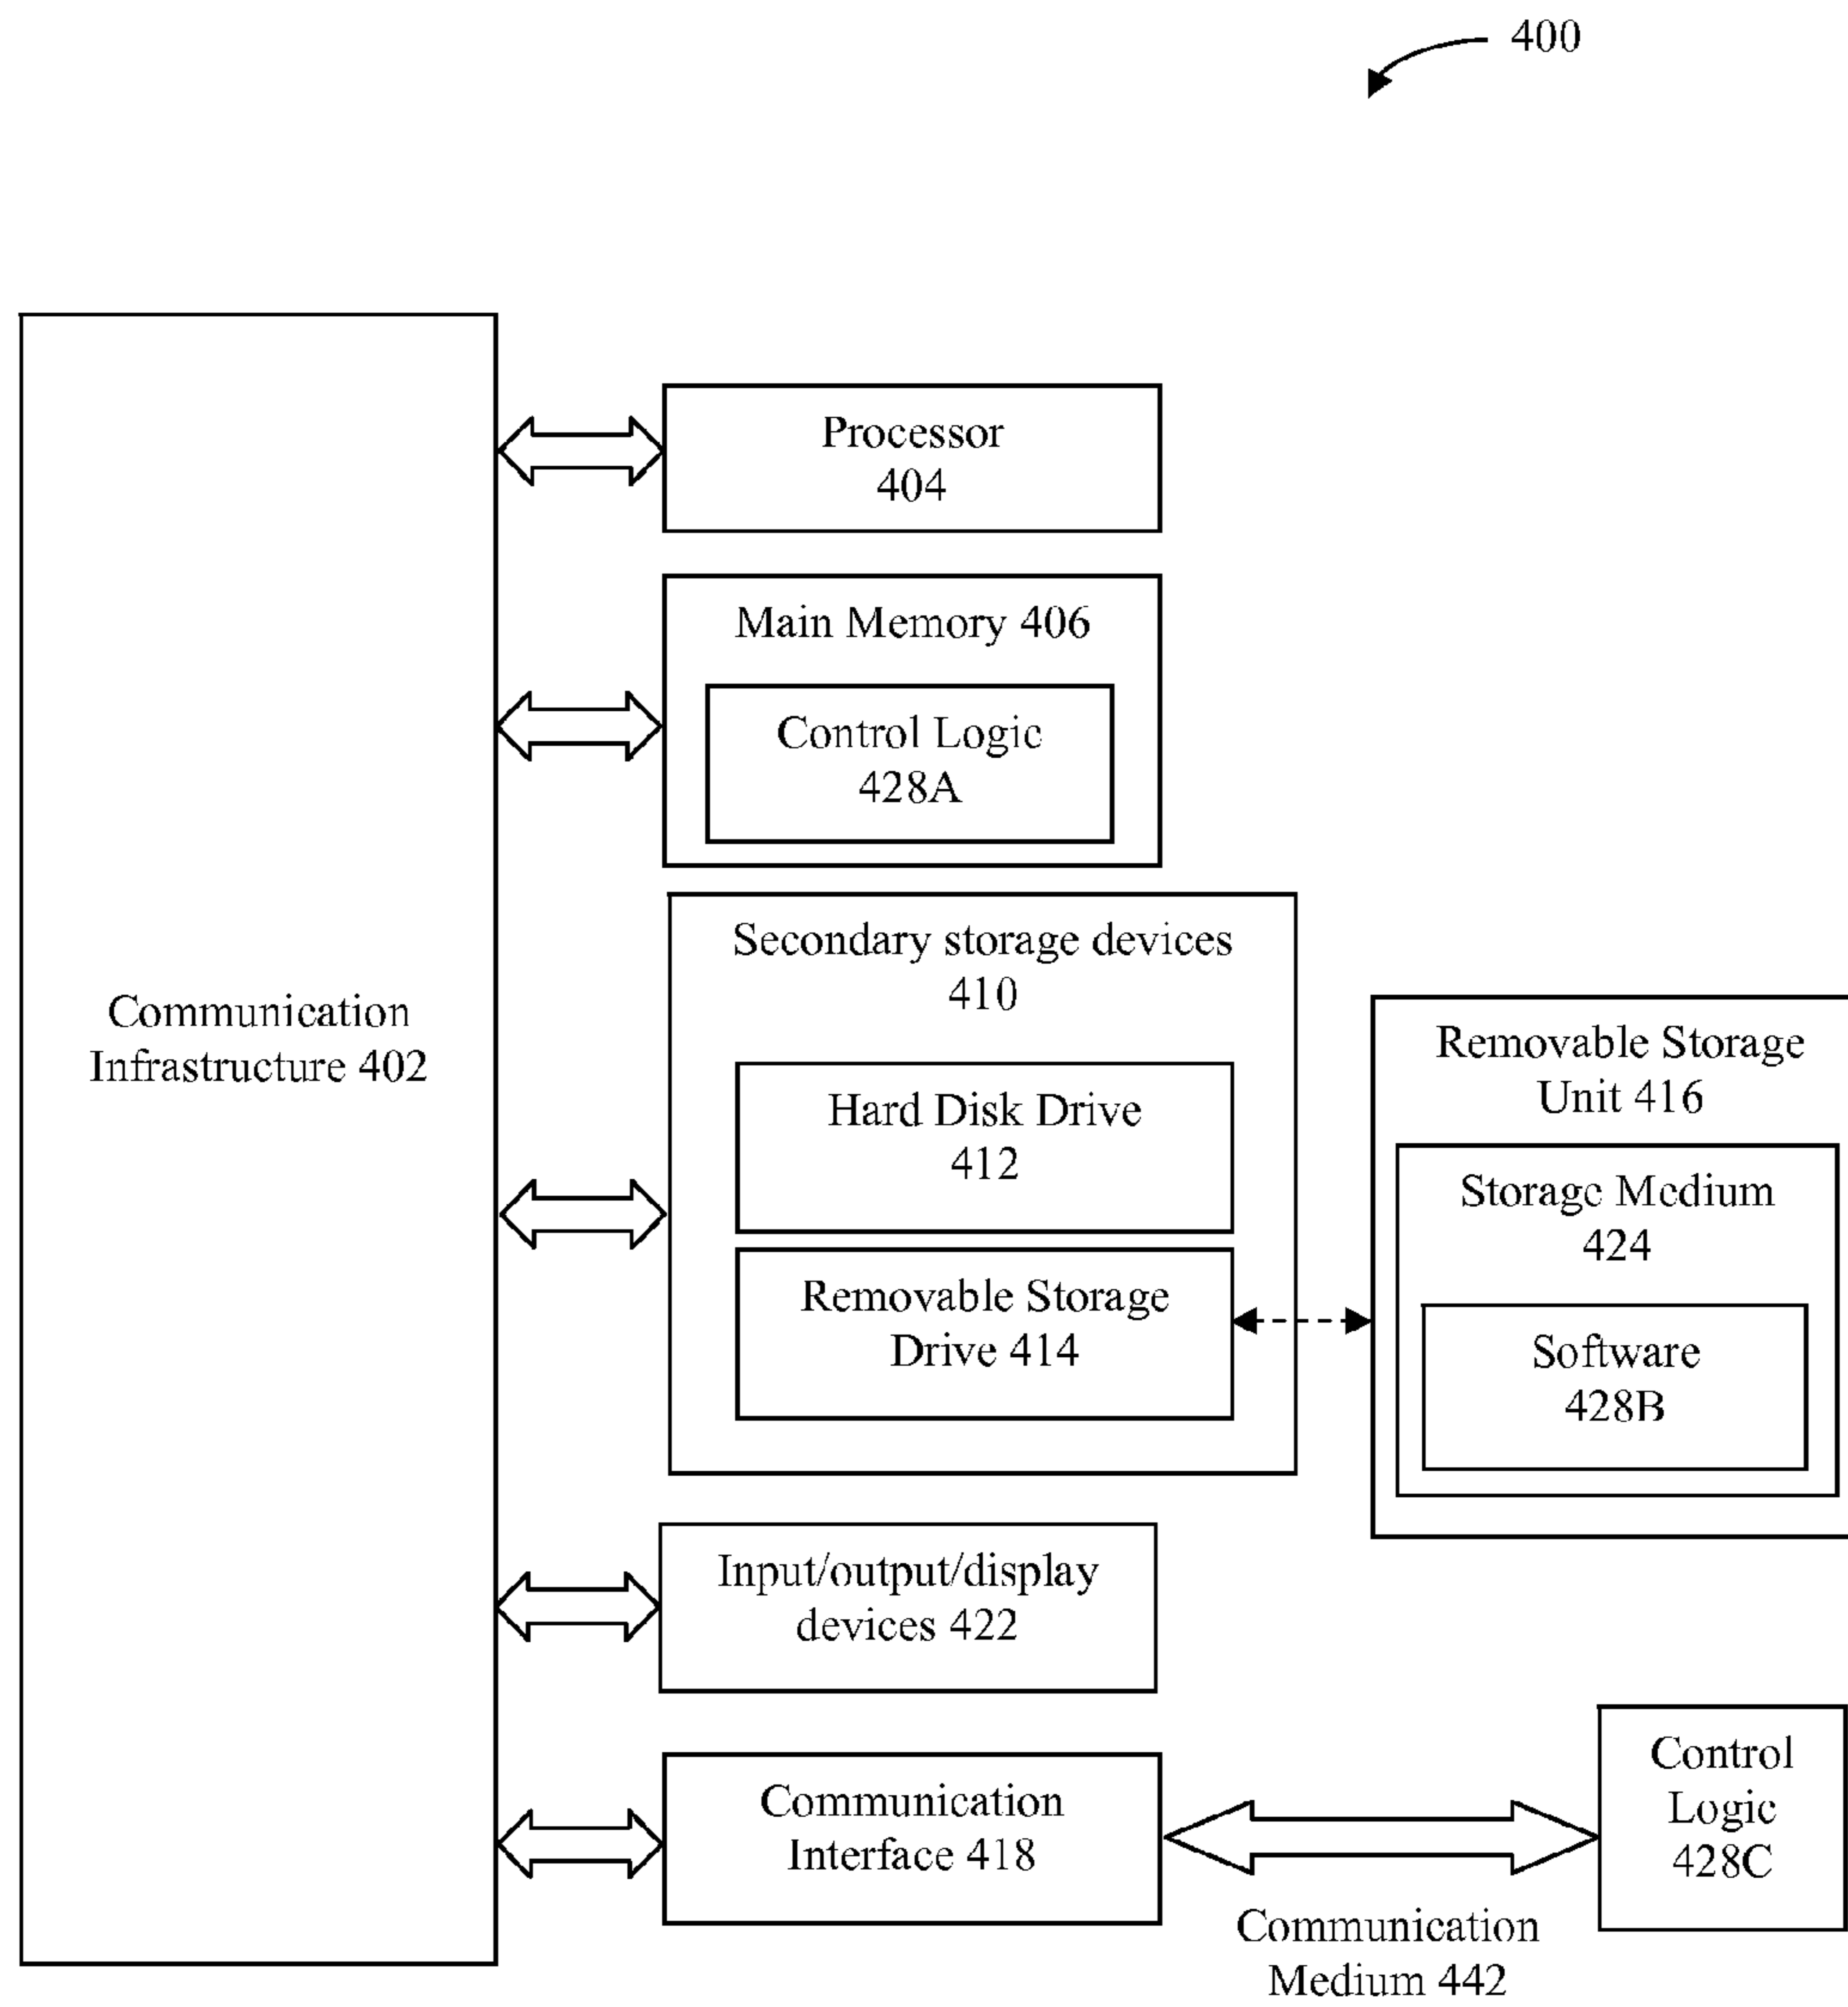 400
Processor
404
Main Memory 406
Control Logic
428A
Secondary storage devices
410
Communication
Infrastructure 402
Hard Disk Drive
412
Removable Storage
Drive 414
Removable Storage
Unit 416
Storage Medium
424
Software
428B
Input/output/display
devices 422
Communication
Interface 418
Control
Logic
428C
Communication
Medium 442